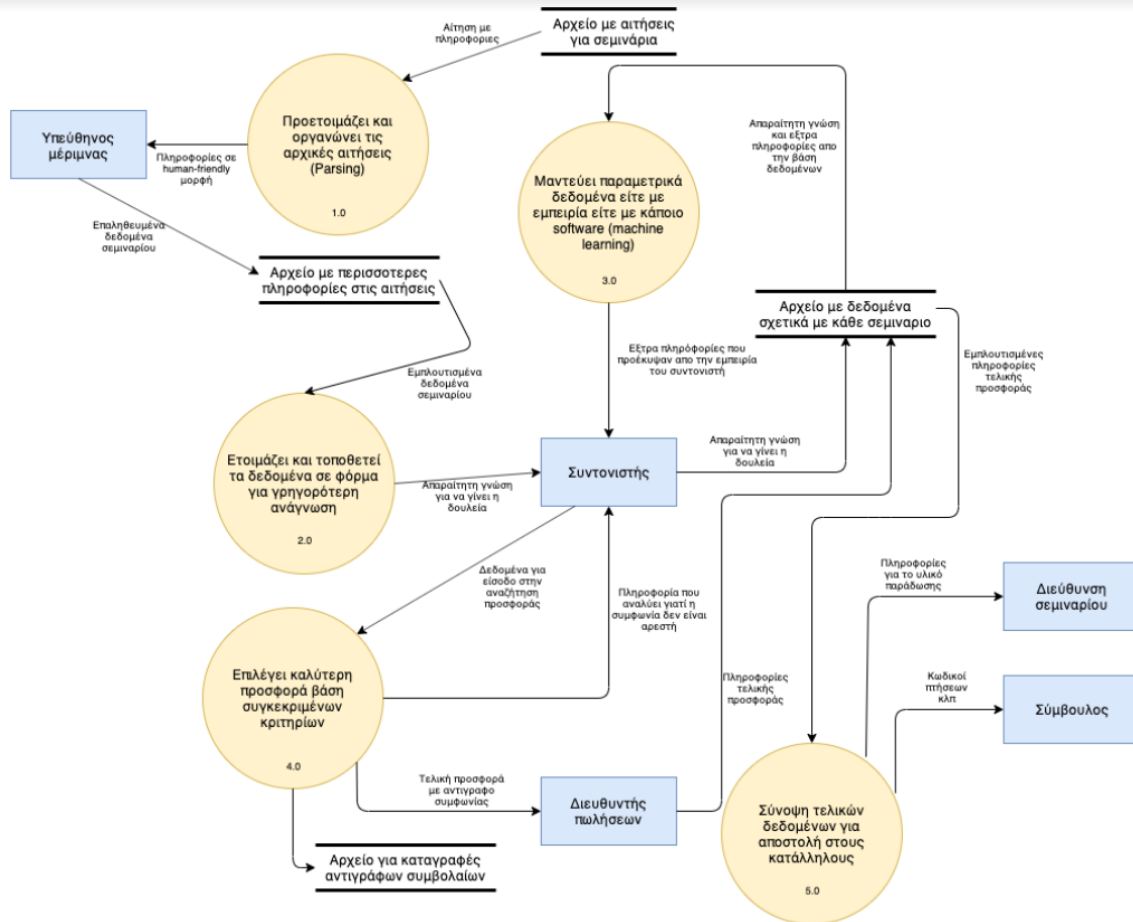 Αίτηση με
πληροφοριες
Αρχείο με αιτήσεις
για σεμινάρια
Προετοιμάζει και
οργανώνει τις
αρχικές αιτήσεις
(Parsing)
1.0
Υπεύθηνος
μέριμνας
Πληροφορίες σε
human-friendly
μορφή
Επαληθευμένα
δεδομένα
σεμιναρίου
Αρχείο με περισσοτερες
πληροφορίες στις αιτήσεις
Απαραίτητη γνώση
και εξτρα
πληροφορίες απο
την βάση
δεδομένων
Μαντεύει παραμετρικά
δεδομένα είτε με
εμπειρία είτε με κάποιο
software (machine
learning)
3.0
Αρχείο με δεδομένα
σχετικά με κάθε σεμιναριο
Εξτρα πληρόφορίες που
προέκυψαν απο την εμπειρία
του συντονιστή
Εμπλουτισμένες
πληροφορίες
τελικής
προσφοράς
Εμπλουτισμένα
δεδομένα
σεμιναρίου
Ετοιμάζει και τοποθετεί
τα δεδομένα σε φόρμα
για γρηγορότερη
ανάγνωση
2.0
Απαραίτητη γνώση
για να γίνει η
δουλεία
Συντονιστής
Απαραίτητη γνώση
για να γίνει η
δουλεία
Δεδομένα για
είσοδο στην
αναζήτηση
προσφοράς
Πληροφορία που
αναλύει γιατί η
συμφωνία δεν είναι
αρεστή
Πληροφορίες
για το υλικό
παράδωσης
Διεύθυνση
σεμιναρίου
Επιλέγει καλύτερη
προσφορά βάση
συγκεκριμένων
κριτηρίων
4.0
Πληροφορίες
τελικής
προσφοράς
Κωδικοί
πτήσεων
κλπ
Σύμβουλος
Τελική προσφορά
με αντιγραφο
συμφωνίας
Διευθυντής
πωλήσεων
Σύνοψη τελικών
δεδομένων για
αποστολή στους
κατάλληλους
5.0
Αρχείο για καταγραφές
αντιγράφων συμβολαίων